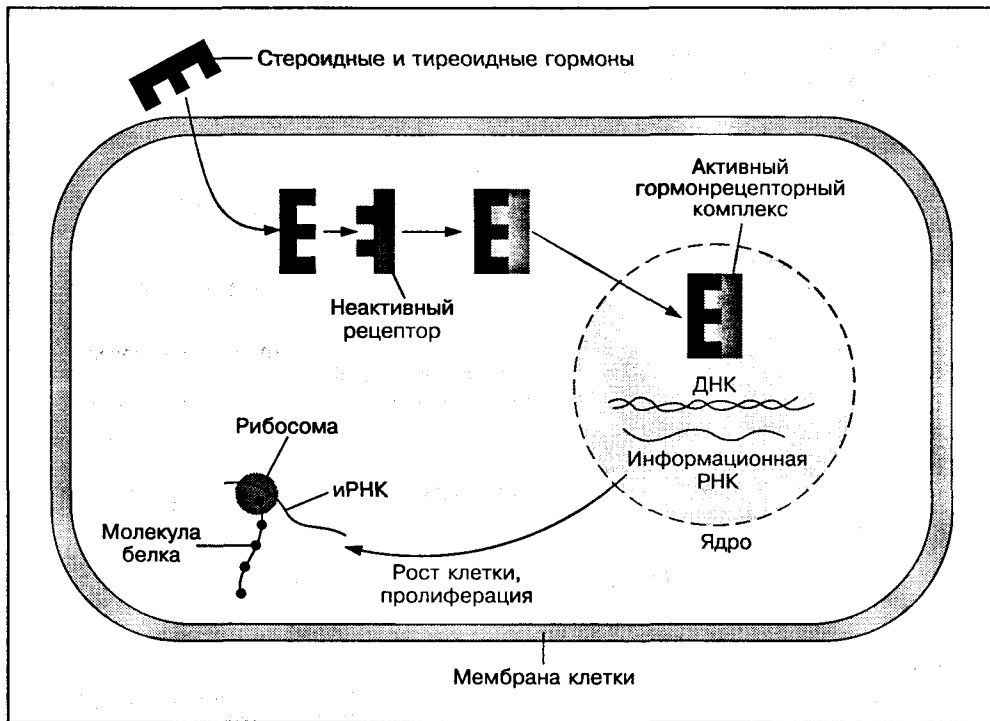 Стероидные и тиреоидные гормоны
Активный
гормонрецепторный
комплекс
Неактивный
рецептор
ДНК
Информационная
РНК
Ядро
Рибосома
иРНК
Молекула
белка
Рост клетки,
пролиферация
Мембрана клетки